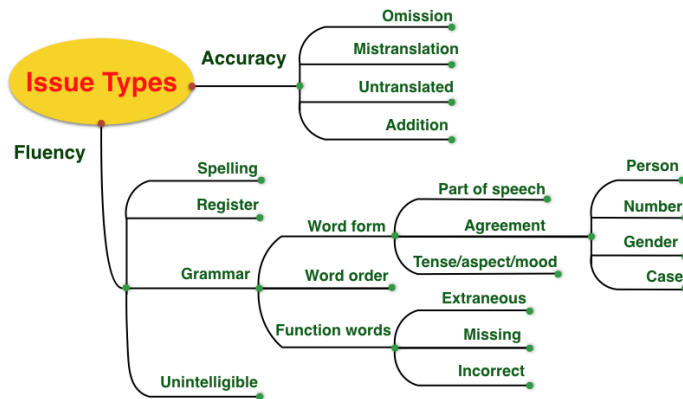 Issue Types
Accuracy
Omission
Mistranslation
Untranslated
Addition
Fluency
Spelling
Register
Grammar
Word form
Part of speech
Agreement
Person
Number
Gender
Case
Tense/aspect/mood
Word order
Function words
Extraneous
Missing
Incorrect
Unintelligible